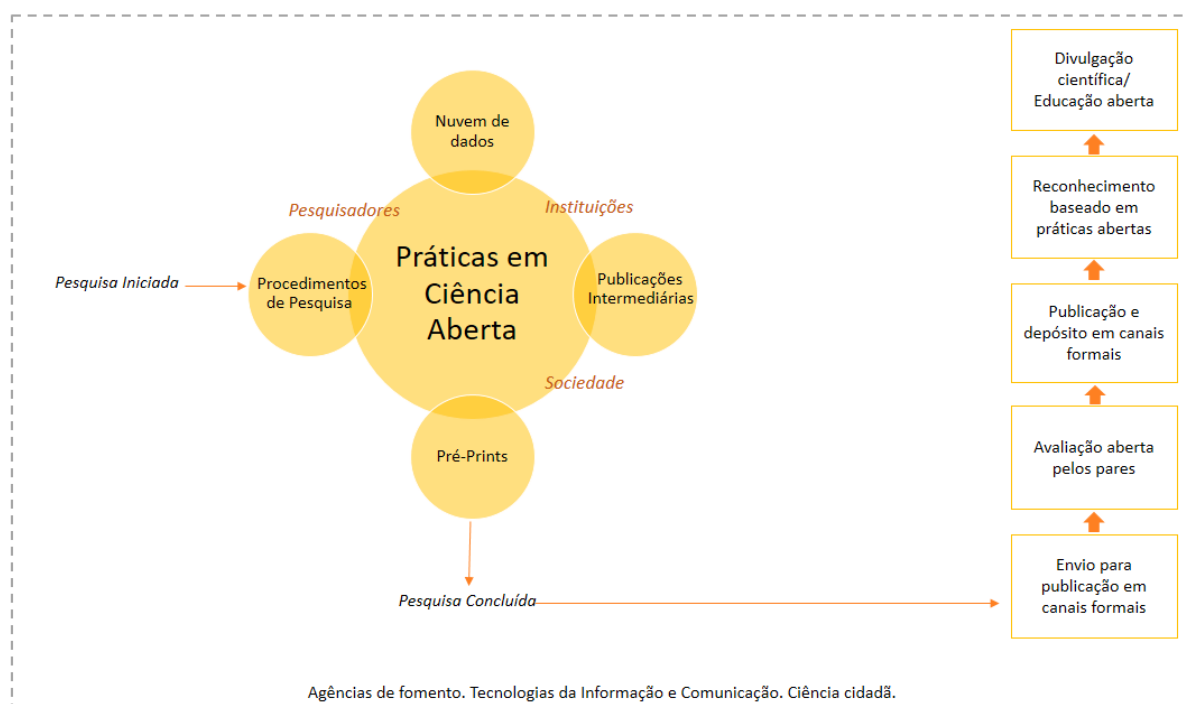 Nuvem de
dados
Pesquisadores
Instituições
Práticas em
Ciência
Aberta
Pesquisa Iniciada
Procedimentos
de Pesquisa
Publicações
Intermediárias
Sociedade
Pré-Prints
Pesquisa Concluída
Divulgação
científica/
Educação aberta
Reconhecimento
baseado em
práticas abertas
Publicação e
depósito em canais
formais
Avaliação aberta
pelos pares
Envio para
publicação em
canais formais
Agências de fomento. Tecnologias da Informação e Comunicação. Ciência cidadã.